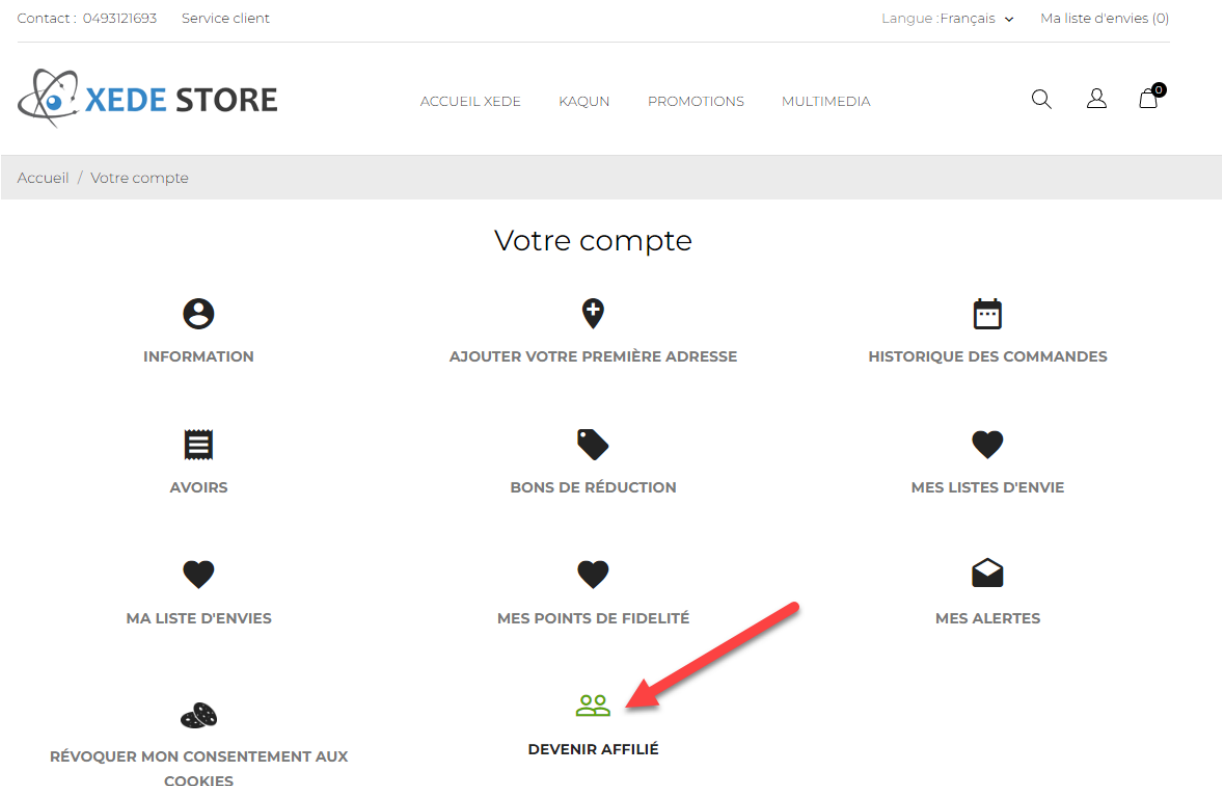 Contact : 0493121693 Service client Langue :Français Ma liste d'envies (0)
XEDE STORE ACCUEIL XEDE KAQUN PROMOTIONS MULTIMEDIA 0
Accueil / Votre compte
Votre compte
INFORMATION AJOUTER VOTRE PREMIÈRE ADRESSE HISTORIQUE DES COMMANDES
AVOIRS BONS DE RÉDUCTION MES LISTES D'ENVIE
MA LISTE D'ENVIES MES POINTS DE FIDELITÉ MES ALERTES
DEVENIR AFFILIÉ
RÉVOQUER MON CONSENTEMENT AUX
COOKIES